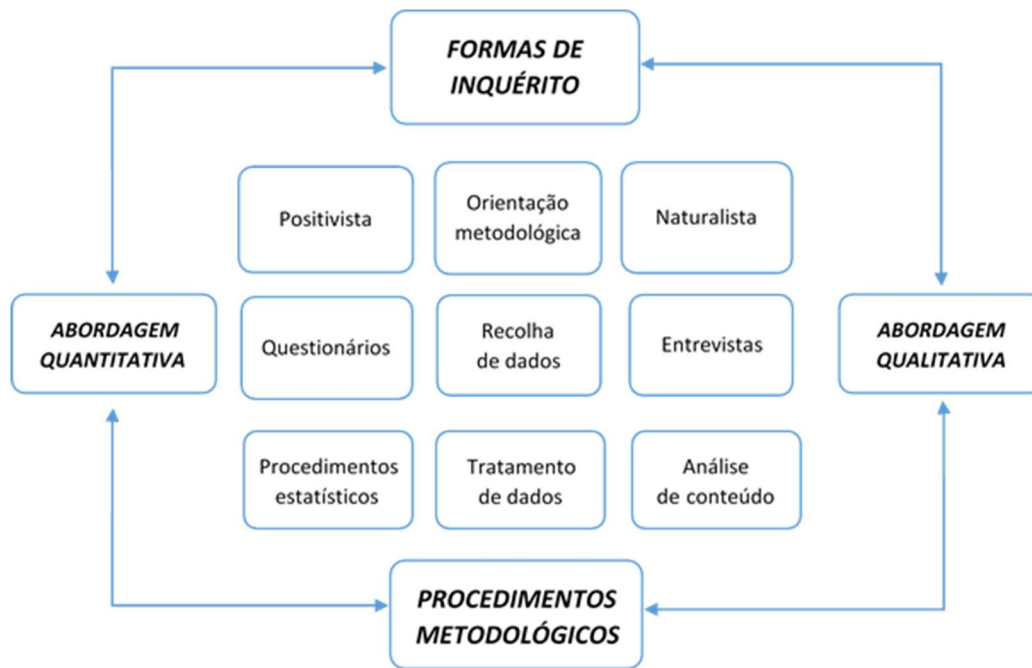 FORMAS DE
INQUÉRITO
Positivista
Orientação
metodológica
Naturalista
ABORDAGEM
QUANTITATIVA
Questionários
Recolha
de dados
Entrevistas
ABORDAGEM
QUALITATIVA
Procedimentos
estatísticos
Tratamento
de dados
Análise
de conteúdo
PROCEDIMENTOS
METODOLÓGICOS